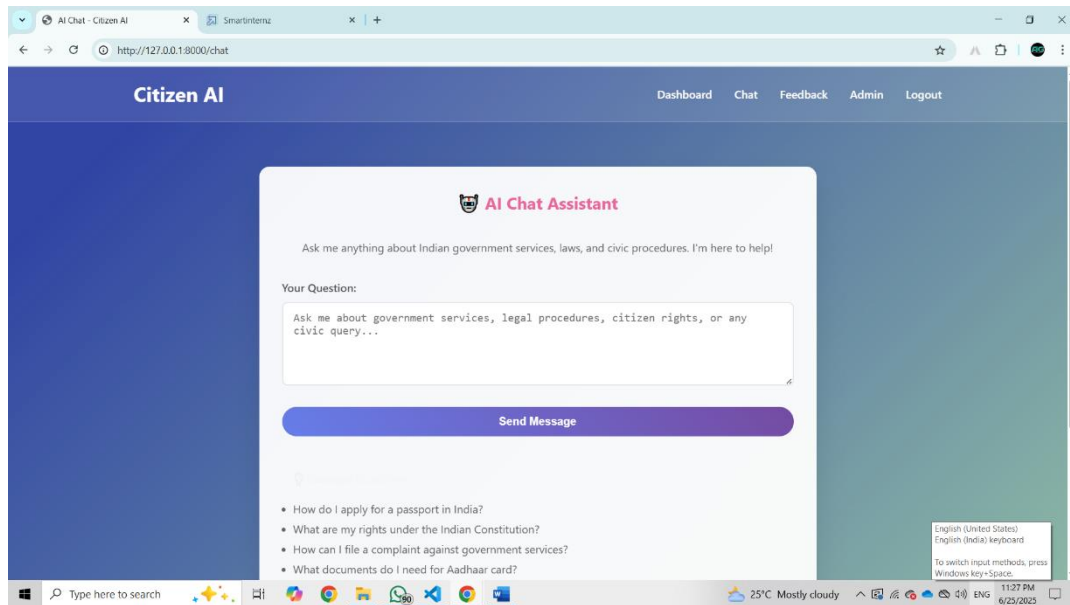 AI Chat - Citizen AI
Smartinternz
http://127.0.0.1:8000/chat
Citizen AI
Dashboard Chat Feedback Admin Logout
AI Chat Assistant
Ask me anything about Indian government services, laws, and civic procedures. I'm here to help!
Your Question:
Ask me about government services, legal procedures, citizen rights, or any
civic query...
Send Message
• How do I apply for a passport in India?
• What are my rights under the Indian Constitution?
• How can I file a complaint against government services?
• What documents do I need for Aadhaar card?
English (United States)
English (India) keyboard
To switch input methods, press
Windows key+Space.
Type here to search
90
25°C Mostly cloudy
ENG
11:27 PM
6/25/2025